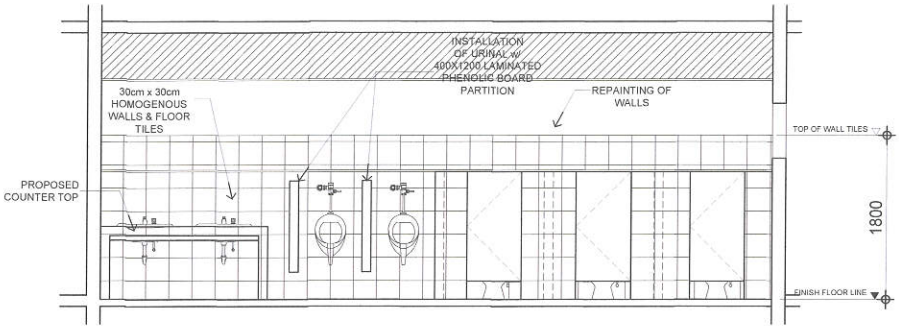 INSTALLATION
OF URINAL w/
400X1200 LAMINATED
PHENOLIC BOARD
PARTITION
30cm x 30cm
HOMOGENOUS
WALLS & FLOOR
TILES
REPAINTING OF
WALLS
TOP OF WALL TILES
PROPOSED
COUNTER TOP
1800
FINISH FLOOR LINE